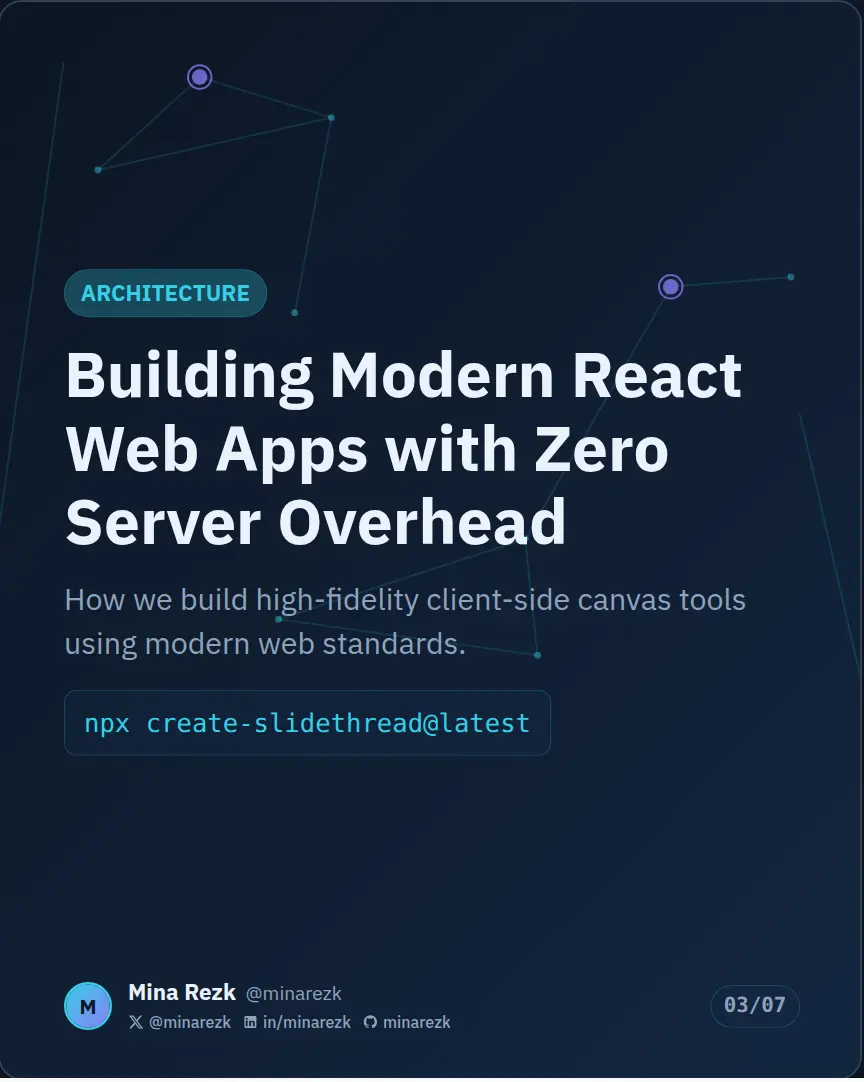 ARCHITECTURE
Building Modern React
Web Apps with Zero
Server Overhead
How we build high-fidelity client-side canvas tools
using modern web standards.
npx create-slidethread@latest
M
Mina Rezk @minarezk
@minarezk in/minarezk minarezk
03/07